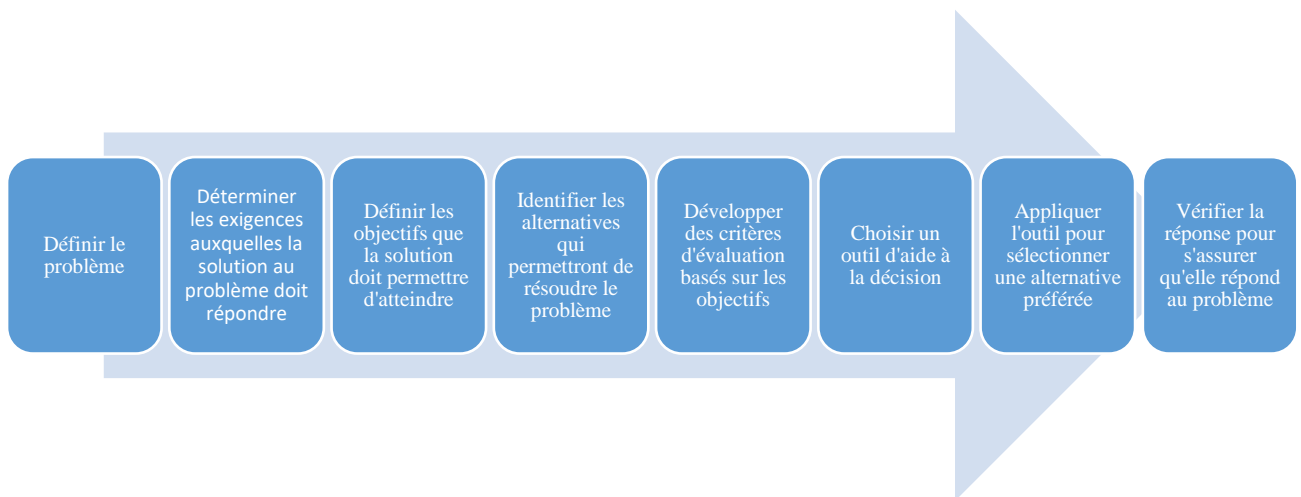 Définir le
problème
Déterminer
les exigences
auxquelles la
solution au
problème doit
répondre
Définir les
objectifs que
la solution
doit permettre
d'atteindre
Identifier les
alternatives
qui
permettront de
résoudre le
problème
Développer
des critères
d'évaluation
basés sur les
objectifs
Choisir un
outil d'aide à
la décision
Appliquer
l'outil pour
sélectionner
une alternative
préférée
Vérifier la
réponse pour
s'assurer
qu'elle répond
au problème